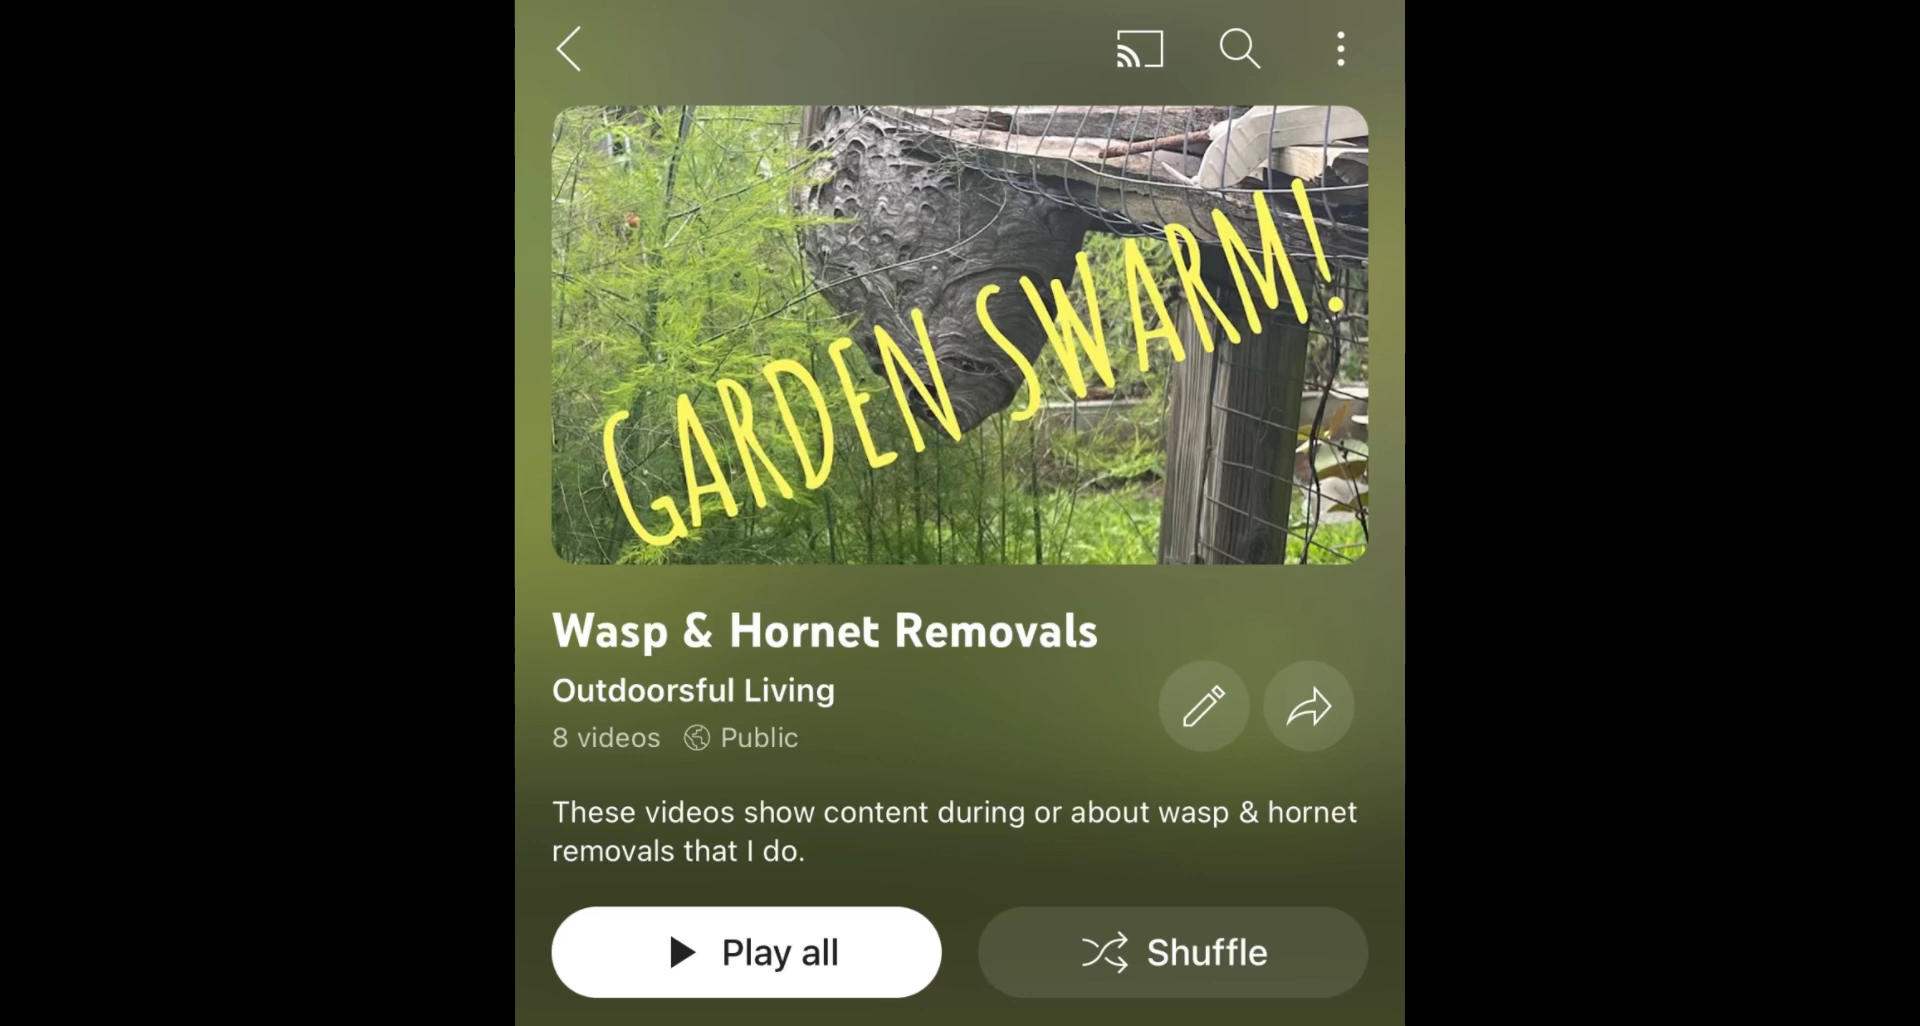 GARDEN SWARM!
Wasp & Hornet Removals
Outdoorsful Living
8 videos Public
These videos show content during or about wasp & hornet
removals that I do.
Play all
Shuffle